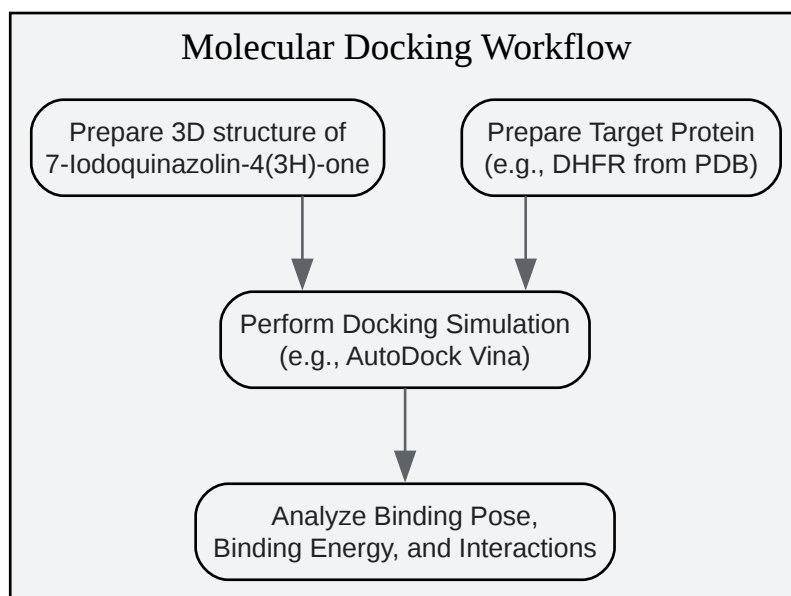 Molecular Docking Workflow
Prepare 3D structure of
7-Iodoquinazolin-4(3H)-one
Prepare Target Protein
(e.g., DHFR from PDB)
Perform Docking Simulation
(e.g., AutoDock Vina)
Analyze Binding Pose,
Binding Energy, and Interactions